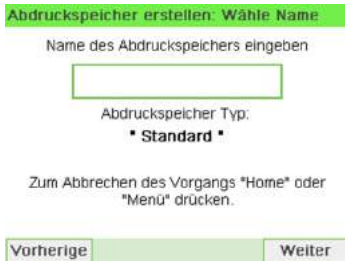 Abdruckspeicher erstellen: Wähle Name
Name des Abdruckspeichers eingeben
Abdruckspeicher Typ:
" Standard "
Zum Abbrechen des Vorgangs "Home" oder
"Menü" drücken.
Vorherige
Weiter